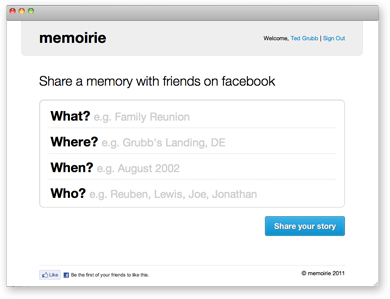 memoirie
Welcome, Ted Grubb | Sign Out
Share a memory with friends on facebook
What? e.g. Family Reunion
Where? e.g. Grubb's Landing, DE
When? e.g. August 2002
Who? e.g. Reuben, Lewis, Joe, Jonathan
Share your story
Like Be the first of your friends to like this.
© memoirie 2011